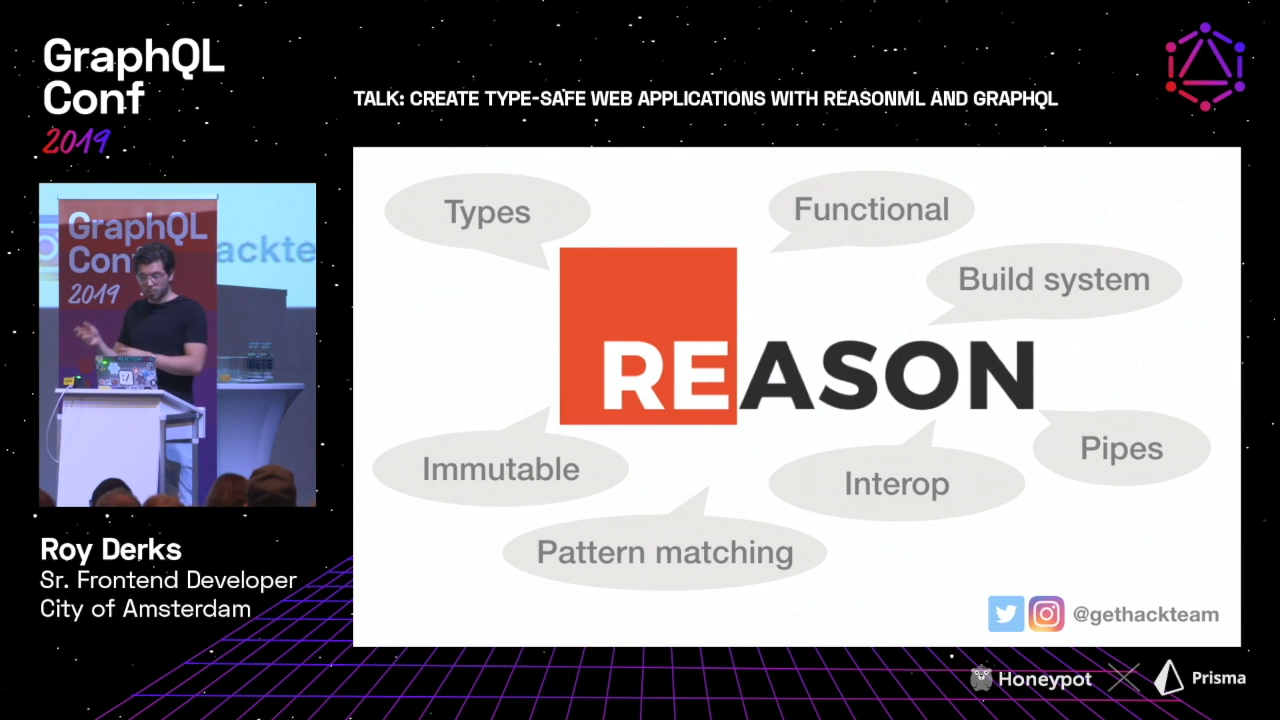 GraphQL
Conf
2019
TALK: CREATE TYPE-SAFE WEB APPLICATIONS WITH REASONML AND GRAPHQL
GraphQL
Conf
2019
hackte
Roy Derks
Sr. Frontend Developer
City of Amsterdam
Types
Functional
Build system
REASON
Immutable
Interop
Pipes
Pattern matching
@gethackteam
Honeypot
Prisma